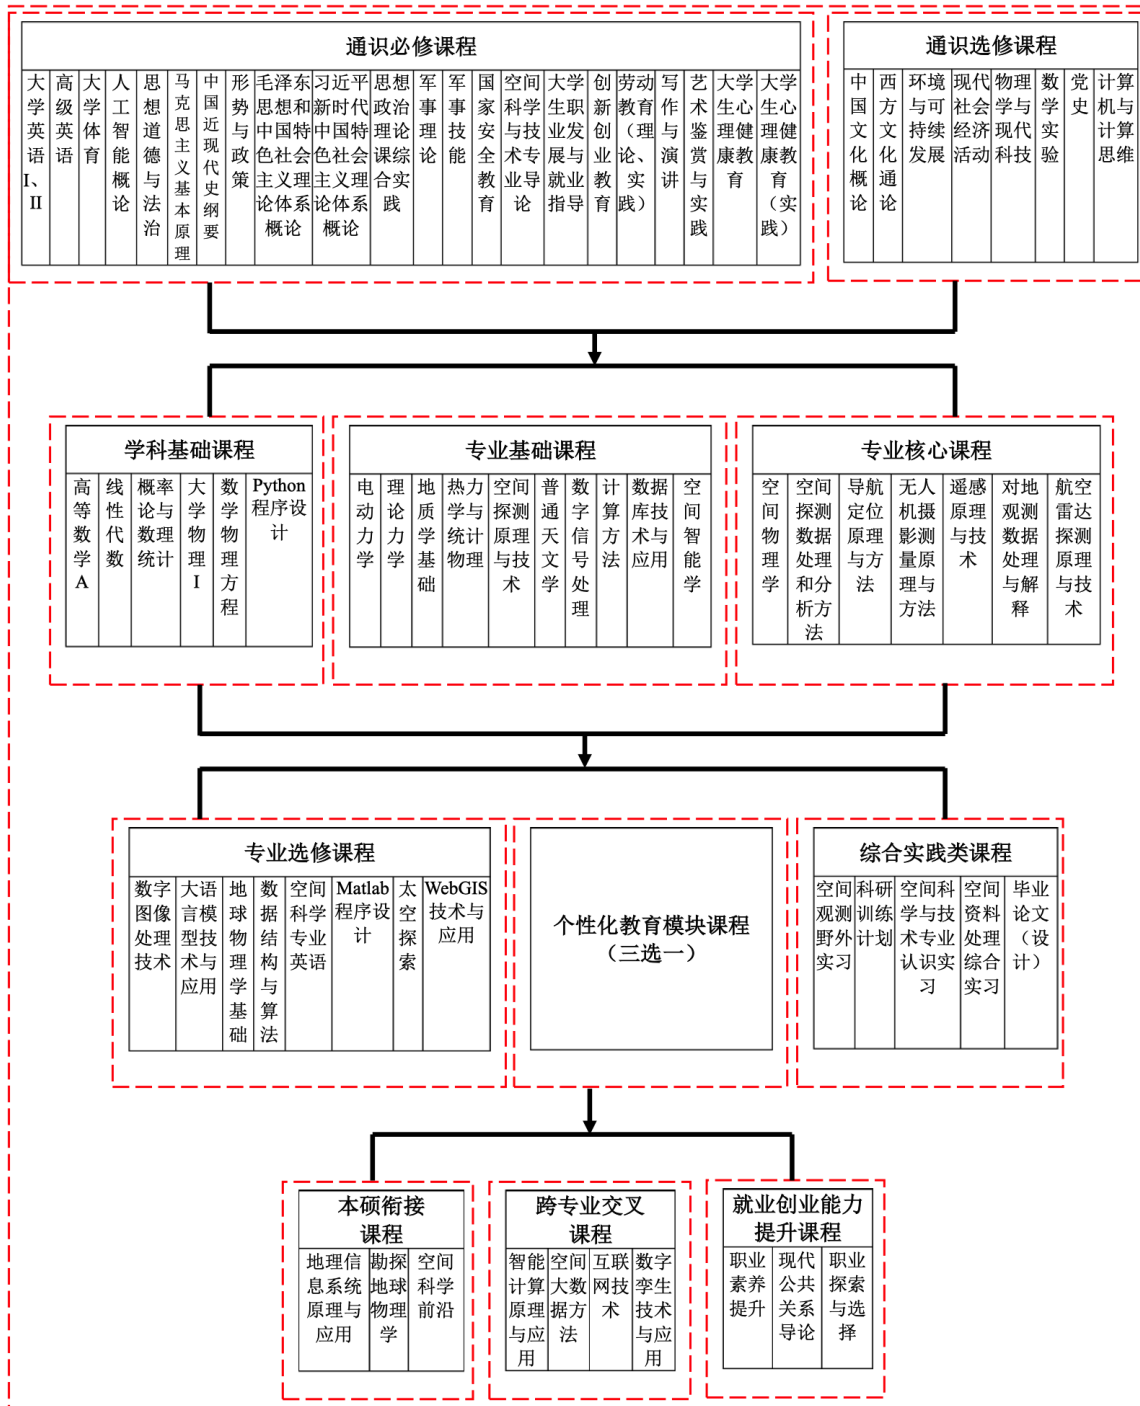 通识必修课程
大学英语I、II
高级英语
大学体育
人工智能概论
思想道德与法治
马克思主义基本原理
中国近现代史纲要
形势与政策
毛泽东思想和中国特色社会主义理论体系概论
习近平新时代中国特色社会主义理论体系概论
思想政治理论课综合实践
军事理论
军事技能
国家安全教育
空间科学与技术专业导论
大学生职业发展与就业指导
创新创业教育
劳动教育（理论、实践）
写作与演讲
艺术鉴赏与实践
大学生心理健康教育
大学生心理健康教育（实践）
通识选修课程
中国文化概论
西方文化通论
环境与可持续发展
现代社会经济活动
物理学与现代科技
数学实验
党史
计算机与计算思维
学科基础课程
高等数学A
线性代数
概率论与数理统计
大学物理I
数学物理方程
Python程序设计
专业基础课程
电动力学
理论力学
地质学基础
热力学与统计物理
空间探测原理与技术
普通天文学
数字信号处理
计算方法
数据库技术与应用
空间智能学
专业核心课程
空间物理学
空间探测数据处理和分析方法
导航定位原理与方法
无人机摄影测量原理与方法
遥感原理与技术
对地观测数据处理与解释
航空雷达探测原理与技术
专业选修课程
数字图像处理技术
大语言模型技术与应用
地球物理学基础
数据结构与算法
空间科学专业英语
Matlab程序设计
太空探索
WebGIS技术与应用
个性化教育模块课程
（三选一）
综合实践类课程
空间观测野外实习
科研训练计划
空间科学与技术专业认识实习
空间资料处理综合实习
毕业论文（设计）
本硕衔接
课程
地理信息系统原理与应用
勘探地球物理学
空间科学前沿
跨专业交叉
课程
智能计算原理与应用
空间大数据方法
互联网技术
数字孪生技术与应用
就业创业能力
提升课程
职业素养提升
现代公共关系导论
职业探索与选择